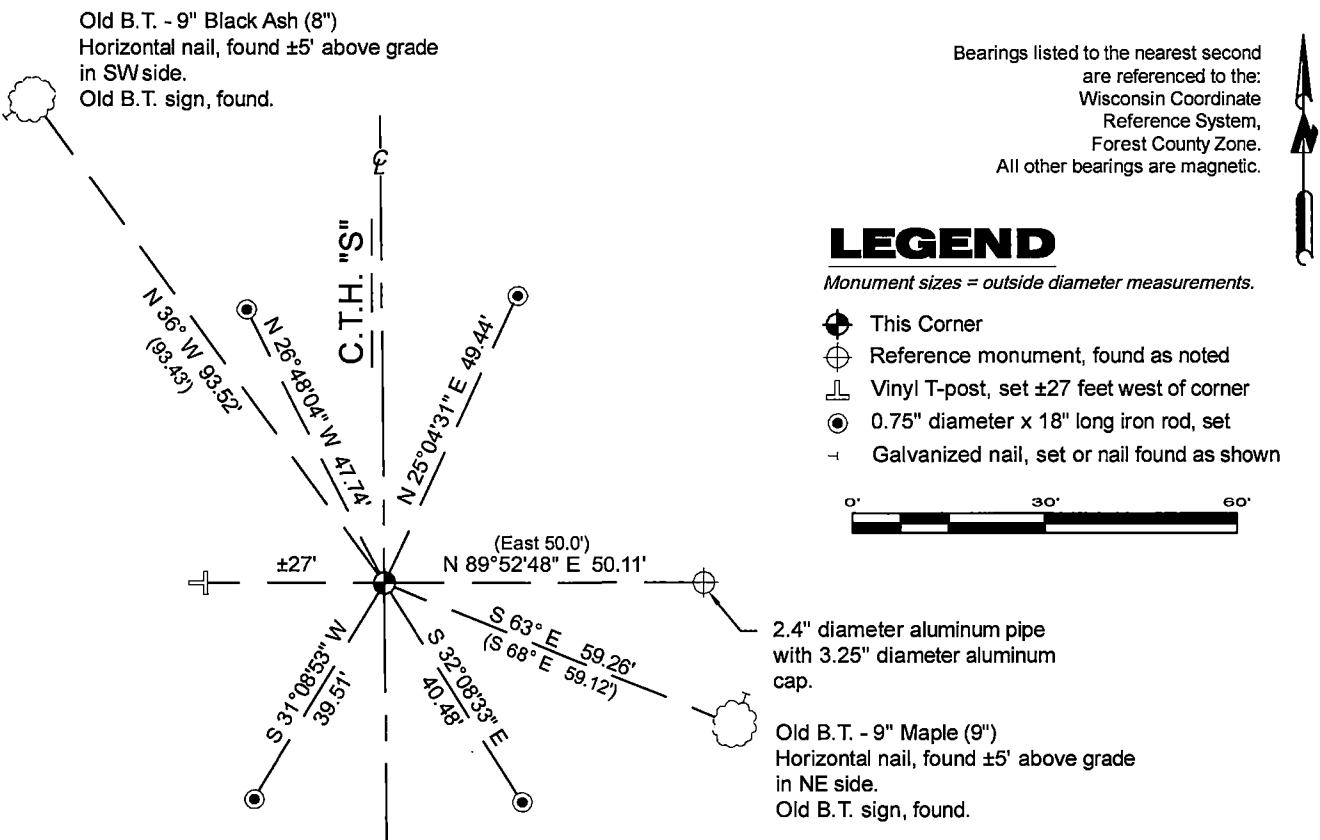 Old B.T. - 9" Black Ash (8")
Horizontal nail, found ±5' above grade
in SW side.
Old B.T. sign, found.
Bearings listed to the nearest second
are referenced to the:
Wisconsin Coordinate
Reference System,
Forest County Zone.
All other bearings are magnetic.
LEGEND
Monument sizes = outside diameter measurements.
This Corner
Reference monument, found as noted
Vinyl T-post, set ±27 feet west of corner
0.75" diameter x 18" long iron rod, set
Galvanized nail, set or nail found as shown
0' 30' 60'
C.T.H. "S"
N 36° W 93.52'
(93.43')
N 26°48'04" W 47.74'
N 25°04'31" E 49.44'
±27'
(East 50.0')
N 89°52'48" E 50.11'
S 63° E 59.26'
(S 68° E 59.12')
S 31°08'53" W
39.51'
S 32°08'33" E
40.48'
2.4" diameter aluminum pipe
with 3.25" diameter aluminum
cap.
Old B.T. - 9" Maple (9")
Horizontal nail, found ±5' above grade
in NE side.
Old B.T. sign, found.